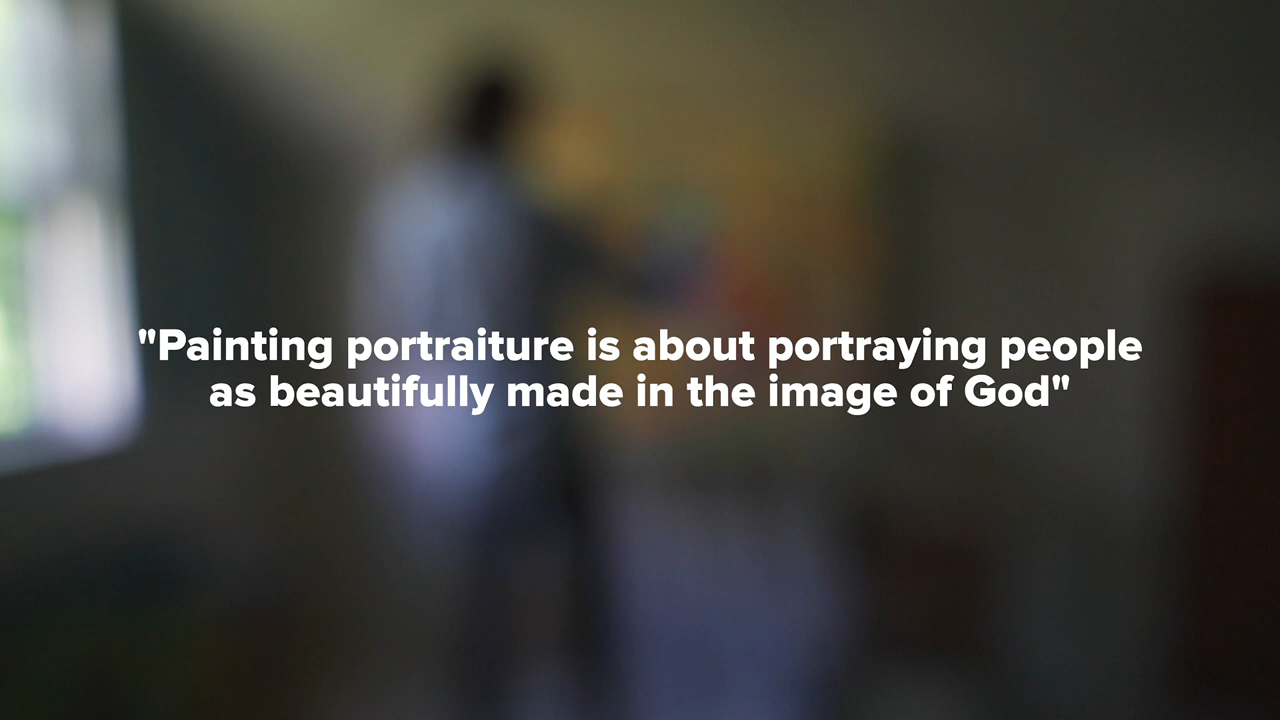 "Painting portraiture is about portraying people
as beautifully made in the image of God"